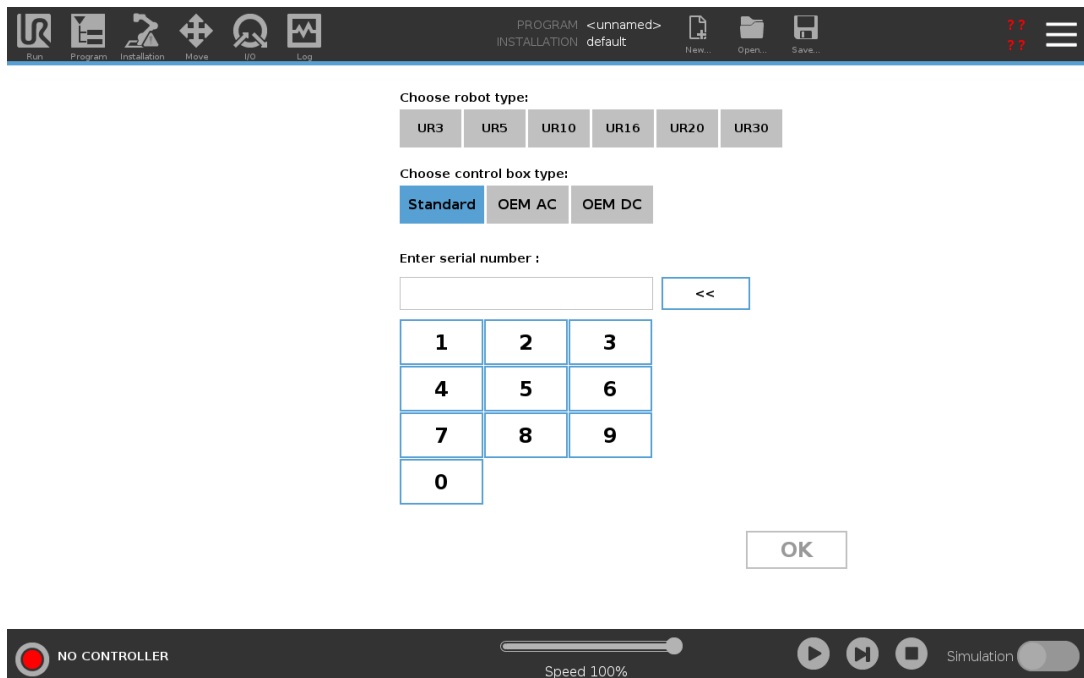 PROGRAM <unnamed>
INSTALLATION default
? ?
? ?
Run Program Installation Move I/O Log New... Open... Save...
Choose robot type:
UR3 UR5 UR10 UR16 UR20 UR30
Choose control box type:
Standard OEM AC OEM DC
Enter serial number :
<<
1 2 3
4 5 6
7 8 9
0
OK
NO CONTROLLER
Speed 100%
Simulation